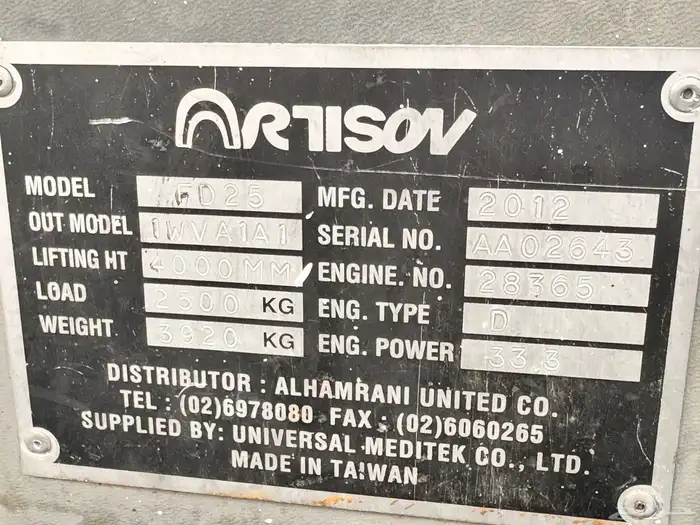 ARTISON
MODEL FD25 MFG. DATE 2012
OUT MODEL 1WVA1A1 SERIAL NO. AA02643
LIFTING HT 4000MM ENGINE. NO. 28365
LOAD 2500 KG ENG. TYPE D
WEIGHT 3920 KG ENG. POWER 33.3
DISTRIBUTOR : ALHAMRANI UNITED CO.
TEL : (02)6978080 FAX : (02)6060265
SUPPLIED BY: UNIVERSAL MEDITEK CO., LTD.
MADE IN TAIWAN